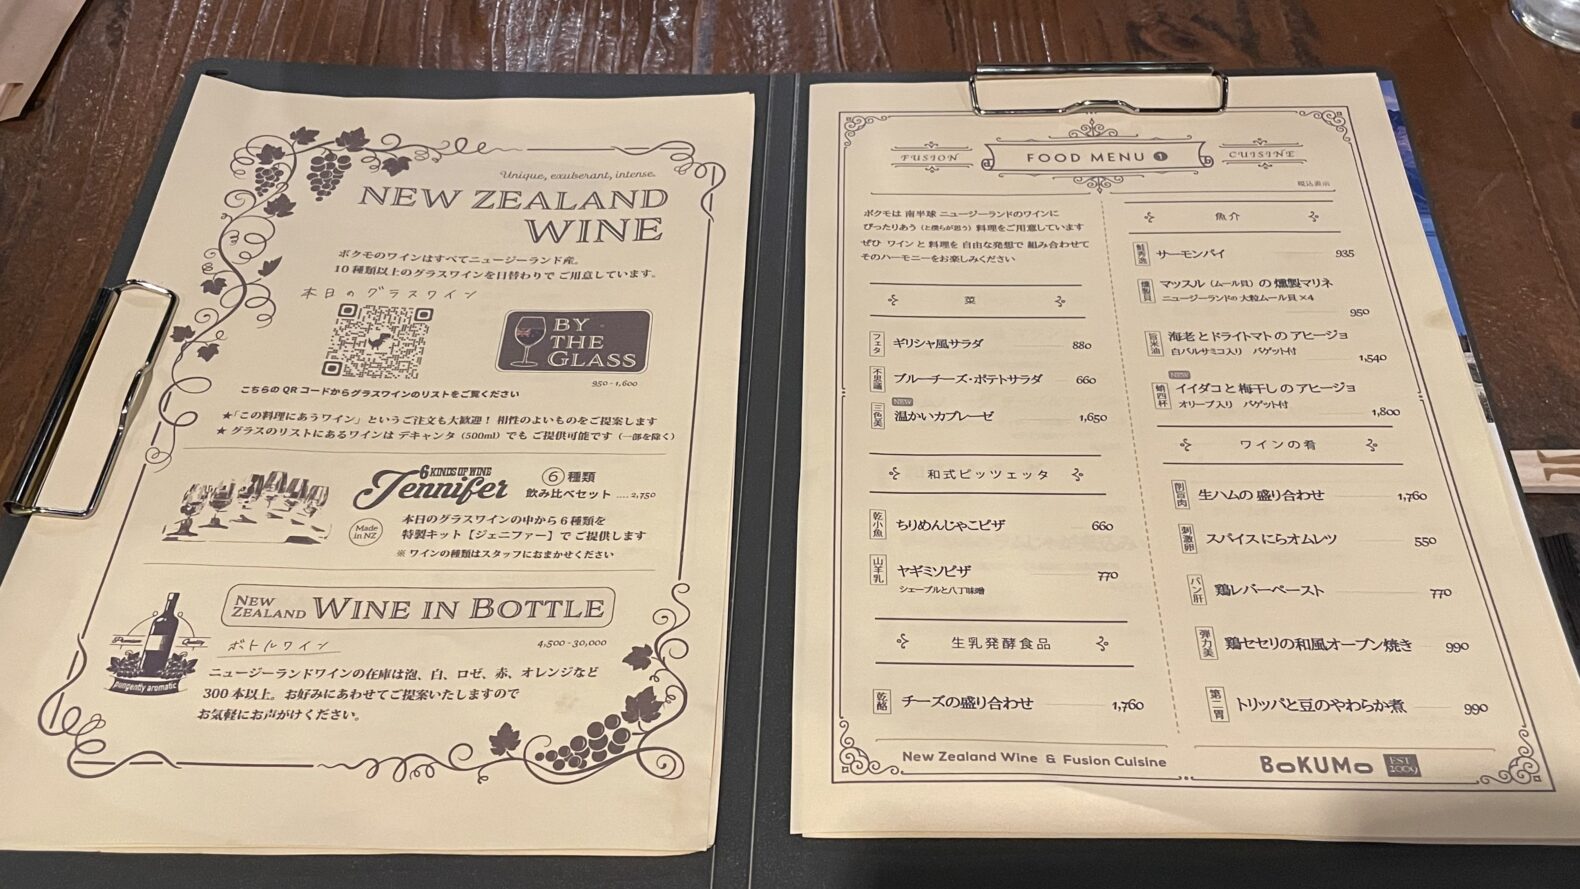 Unique, exuberant, intense.
NEW ZEALAND
WINE
ボクモのワインはすべてニュージーランド産。
10種類以上のグラスワインを日替わりでご用意しています。
本日のグラスワイン
BY
THE
GLASS
950-1,600
こちらのQRコードからグラスワインのリストをご覧ください
★「この料理にあうワイン」というご注文も大歓迎！ 相性のよいものをご提案します
★ グラスのリストにあるワインは デキャンタ（500ml）でも ご提供可能です（一部を除く）
6 KINDS OF WINE
Jennifer
⑥種類
飲み比べセット ....2,750
Made
in NZ
本日のグラスワインの中から6種類を
特製キット【ジェニファー】でご提供します
※ ワインの種類はスタッフにおまかせください
NEW
ZEALAND WINE IN BOTTLE
Premium Quality
Pungently aromatic
ボトルワイン
4,500-30,000
ニュージーランドワインの在庫は泡、白、ロゼ、赤、オレンジなど
300本以上。お好みにあわせてご提案いたしますので
お気軽にお声がけください。
FUSION
FOOD MENU ❶
CUISINE
税込表示
ボクモは 南半球 ニュージーランドのワインに
ぴったりあう（と僕らが思う）料理をご用意しています
ぜひ ワイン と 料理を 自由な発想で 組み合わせて
そのハーモニーをお楽しみください
菜
フェタ ギリシャ風サラダ 880
不思議 ブルーチーズ・ポテトサラダ 660
NEW
三色美 温かいカプレーゼ 1,650
和式ピッツェッタ
乾小魚 ちりめんじゃこピザ 660
山羊乳 ヤギミソピザ 770
シェーブルと八丁味噌
生乳発酵食品
乾酪 チーズの盛り合わせ 1,760
魚介
サーモンパイ 935
燻製貝 マッスル（ムール貝）の 燻製マリネ
ニュージーランドの 大粒ムール貝 ×4
950
旨米油 海老とドライトマトの アヒージョ
白バルサミコ入り バゲット付
1,540
NEW
蛸四杯 イイダコと梅干しの アヒージョ
オリーブ入り バゲット付
1,800
ワインの肴
削旨肉 生ハムの 盛り合わせ 1,760
刺激卵 スパイスにらオムレツ 550
パン肝 鶏レバーペースト 770
弾力美 鶏セセリの和風オーブン焼き 990
第二胃 トリッパと豆のやわらか煮 990
New Zealand Wine & Fusion Cuisine
BOKUMO
EST
2009